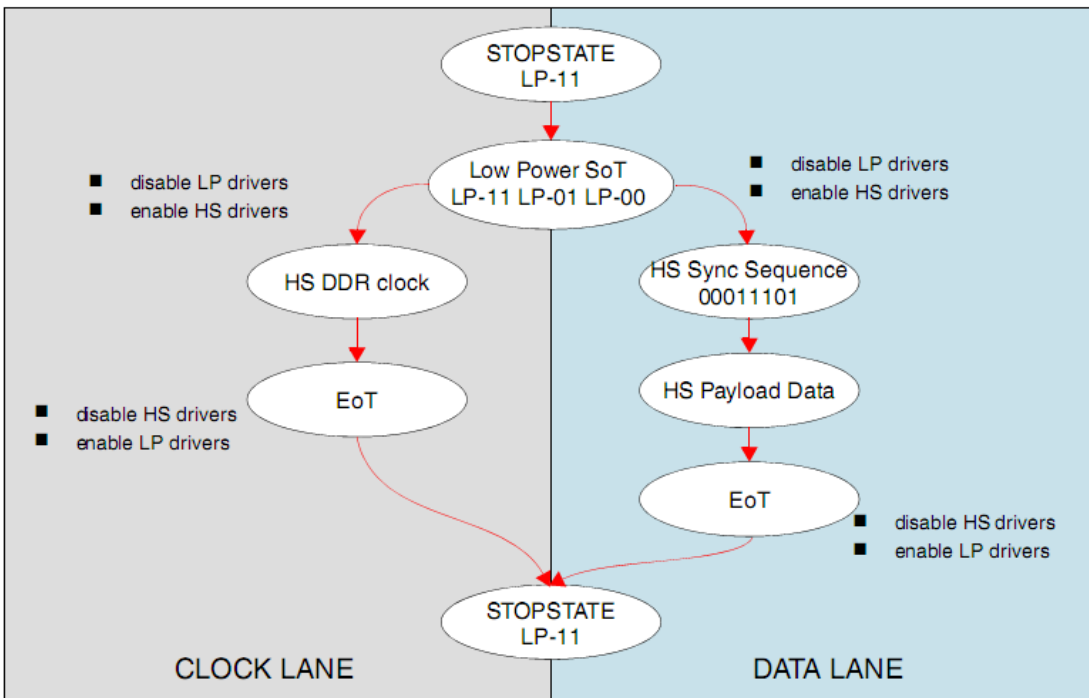 STOPSTATE
LP-11
Low Power SoT
LP-11 LP-01 LP-00
■ disable LP drivers
■ enable HS drivers
■ disable LP drivers
■ enable HS drivers
HS DDR clock
HS Sync Sequence
00011101
HS Payload Data
EoT
■ disable HS drivers
■ enable LP drivers
EoT
■ disable HS drivers
■ enable LP drivers
STOPSTATE
LP-11
CLOCK LANE
DATA LANE